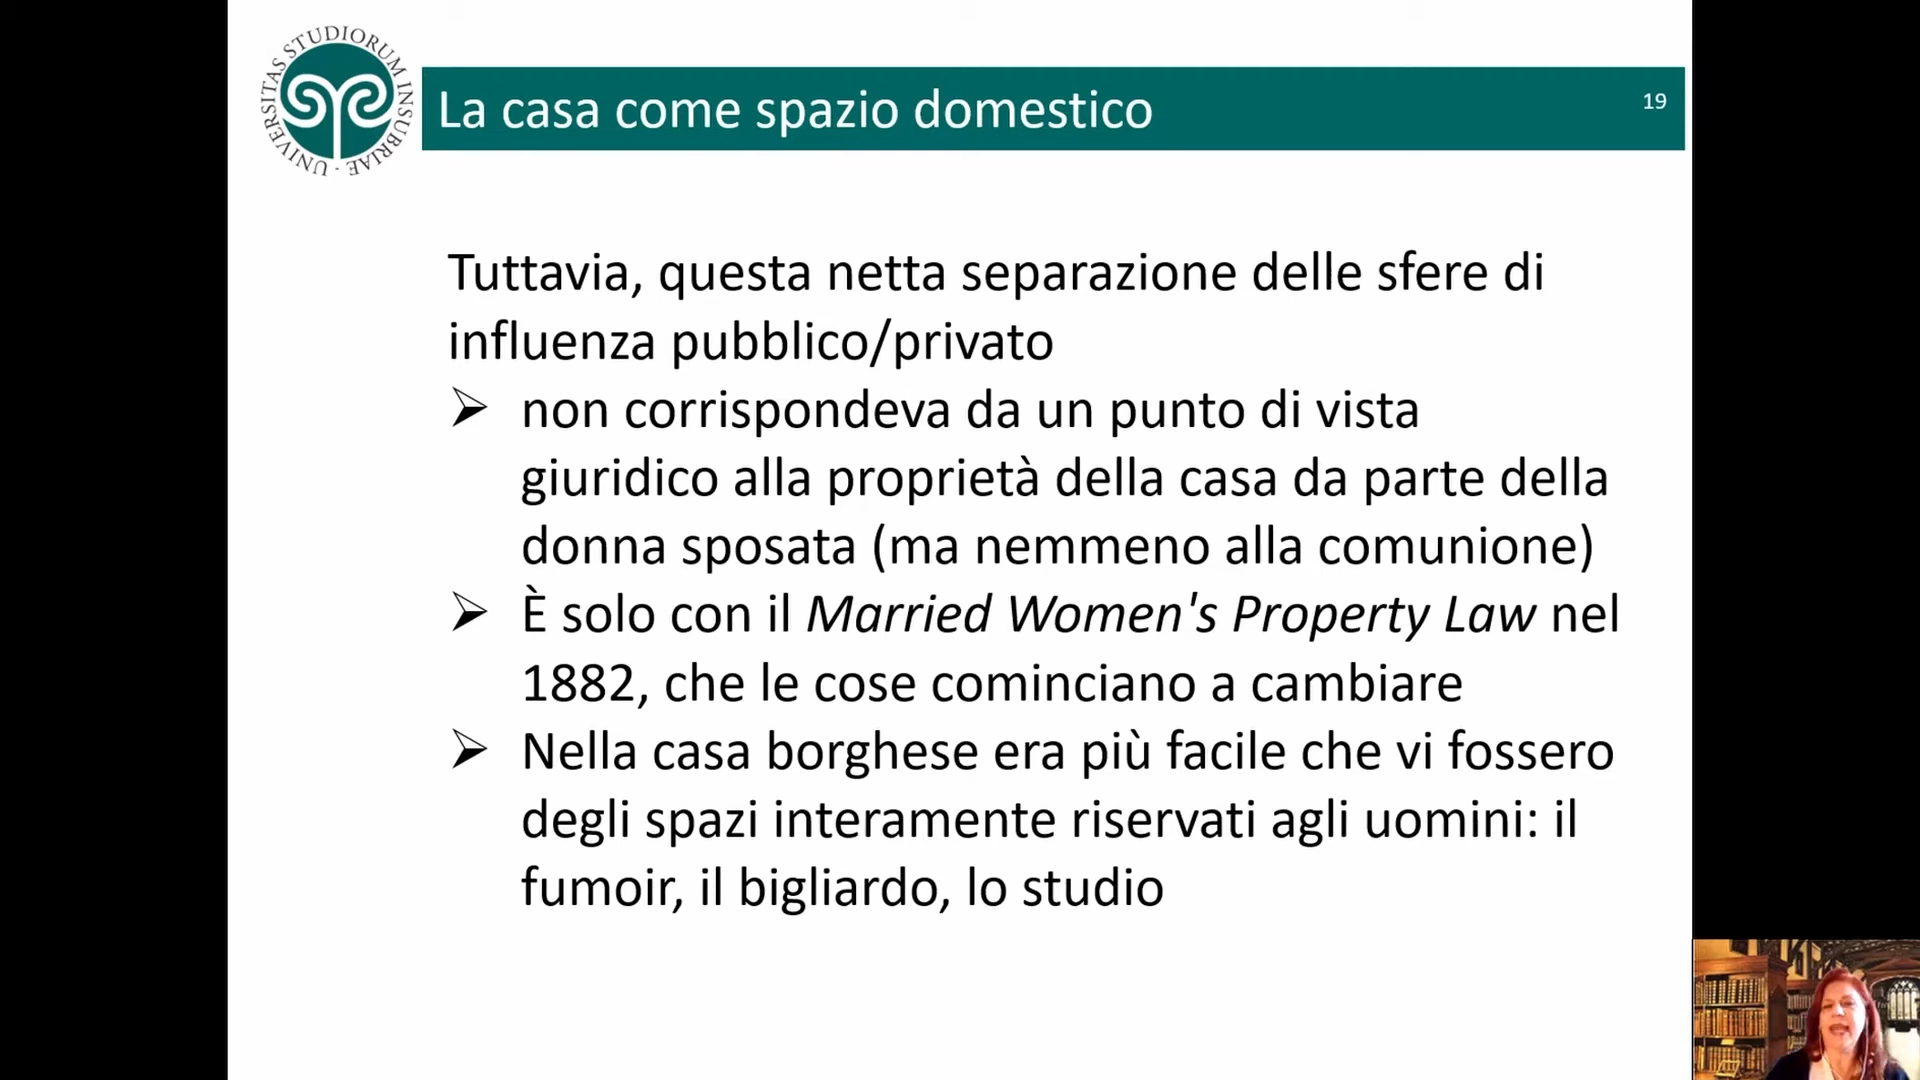 UNIVERSITAS STUDIORUM INSUBRIAE
La casa come spazio domestico
19
Tuttavia, questa netta separazione delle sfere di
influenza pubblico/privato
➢ non corrispondeva da un punto di vista
giuridico alla proprietà della casa da parte della
donna sposata (ma nemmeno alla comunione)
➢ È solo con il Married Women's Property Law nel
1882, che le cose cominciano a cambiare
➢ Nella casa borghese era più facile che vi fossero
degli spazi interamente riservati agli uomini: il
fumoir, il bigliardo, lo studio